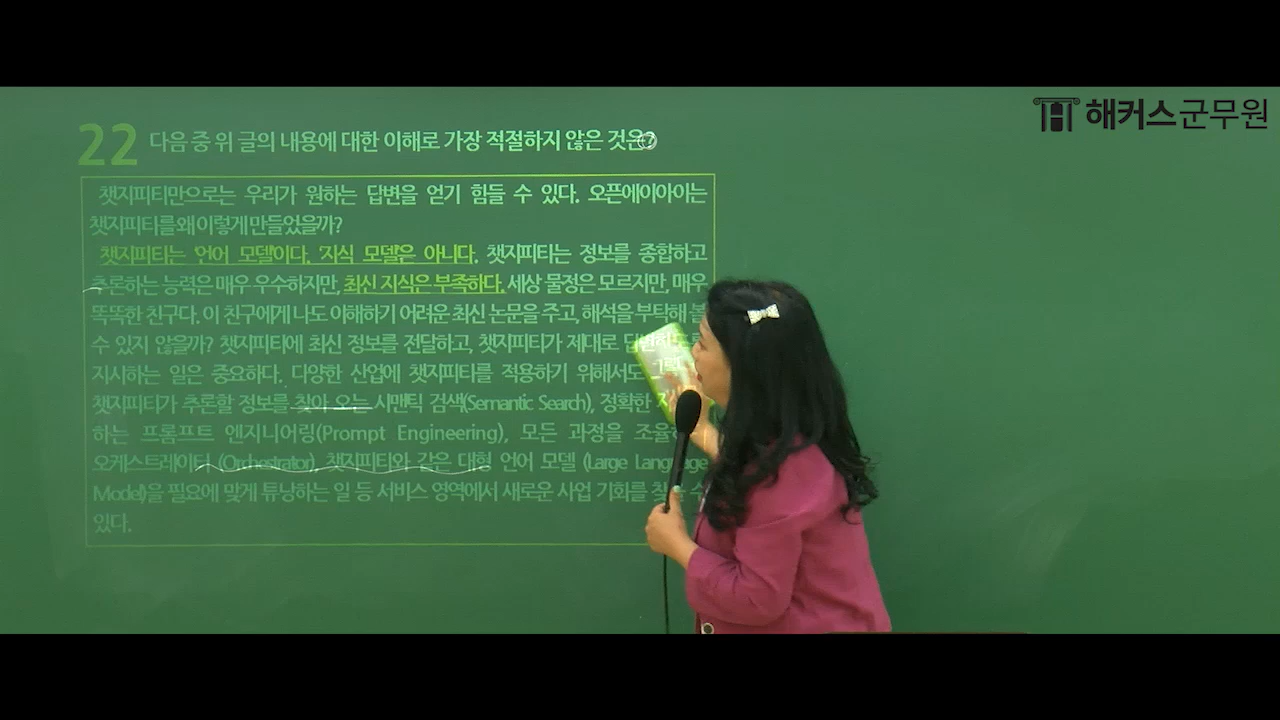 해커스군무원
22 다음 중 위 글의 내용에 대한 이해로 가장 적절하지 않은 것은?
챗지피티만으로는 우리가 원하는 답변을 얻기 힘들 수 있다. 오픈에이아이는
챗지피티를 왜 이렇게 만들었을까?
챗지피티는 '언어 모델'이다. '지식 모델'은 아니다. 챗지피티는 정보를 종합하고
추론하는 능력은 매우 우수하지만, 최신 지식은 부족하다. 세상 물정은 모르지만, 매우
똑똑한 친구다. 이 친구에게 나도 이해하기 어려운 최신 논문을 주고, 해석을 부탁해 볼
수 있지 않을까? 챗지피티에 최신 정보를 전달하고, 챗지피티가 제대로
지시하는 일은 중요하다. 다양한 산업에 챗지피티를 적용하기 위해서도
챗지피티가 추론할 정보를 찾아 오는 시맨틱 검색(Semantic Search), 정확한
하는 프롬프트 엔지니어링(Prompt Engineering), 모든 과정을
오케스트레이터 (Orchestrator), 챗지피티와 같은 대형 언어 모델 (Large Language
Model)을 필요에 맞게 튜닝하는 일 등 서비스 영역에서 새로운 사업 기회를 수
있다.